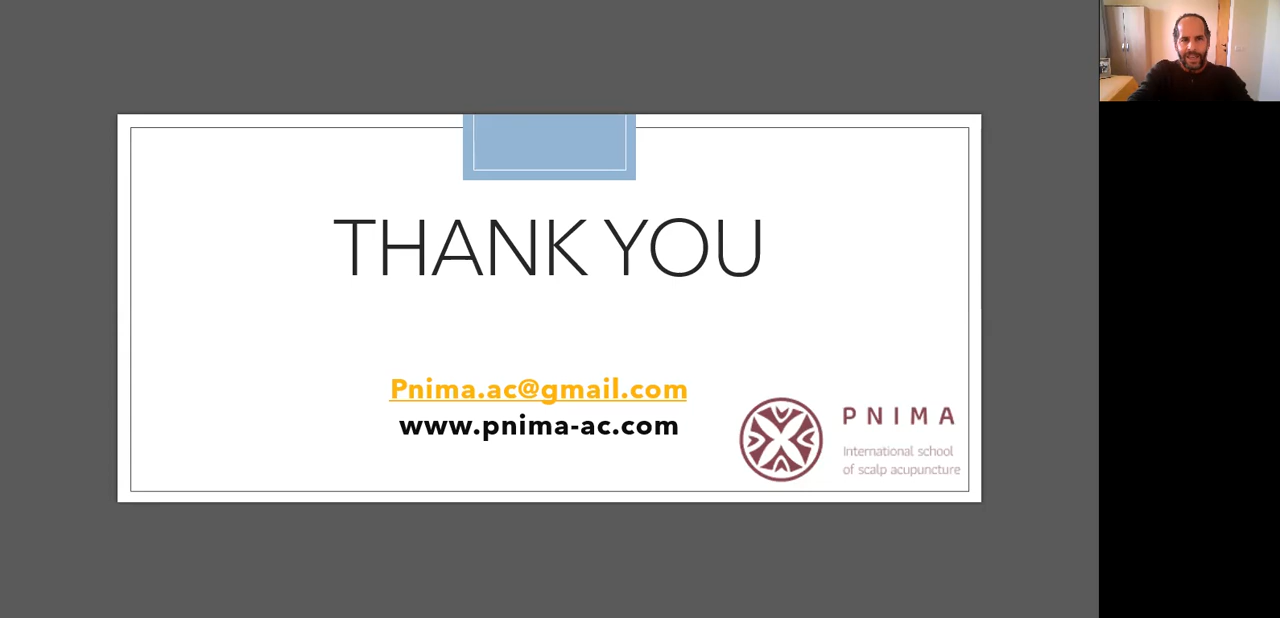 THANK YOU
Pnima.ac@gmail.com
www.pnima-ac.com
PNIMA
International school
of scalp acupuncture